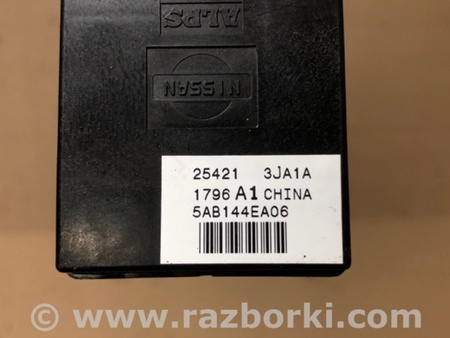 ALPS
NISSAN
25421 3JA1A
1796 A1 CHINA
5AB144EA06
© www.razborki.com